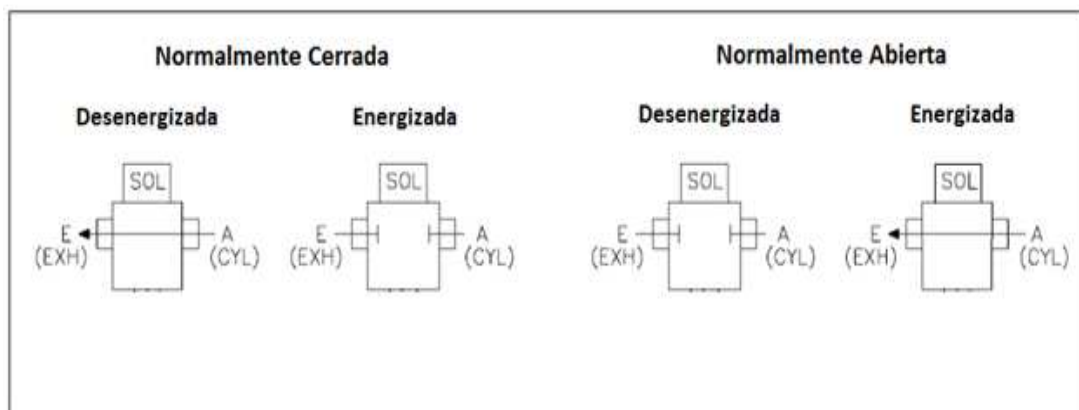 Normalmente Cerrada
Normalmente Abierta
Desenergizada
Energizada
Desenergizada
Energizada
SOL
SOL
SOL
SOL
E
A
E
A
E
A
E
A
(EXH)
(CYL)
(EXH)
(CYL)
(EXH)
(CYL)
(EXH)
(CYL)